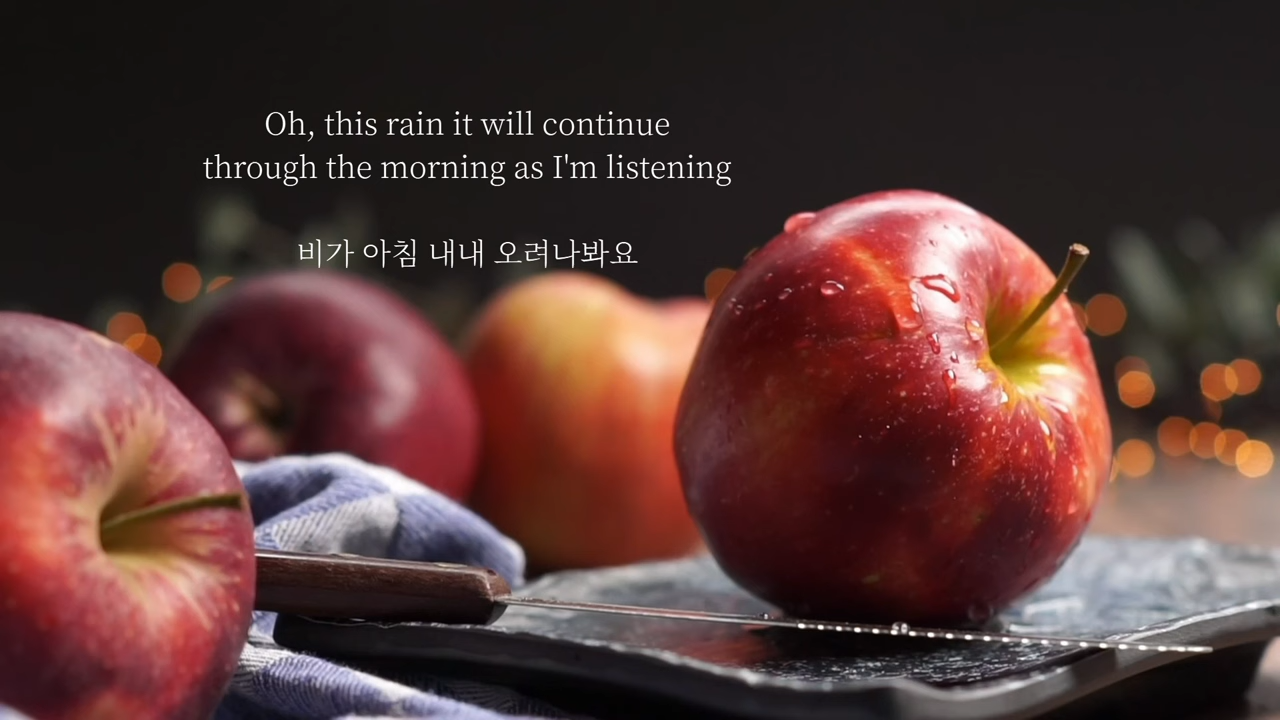 Oh, this rain it will continue
through the morning as I'm listening
비가 아침 내내 오려나봐요